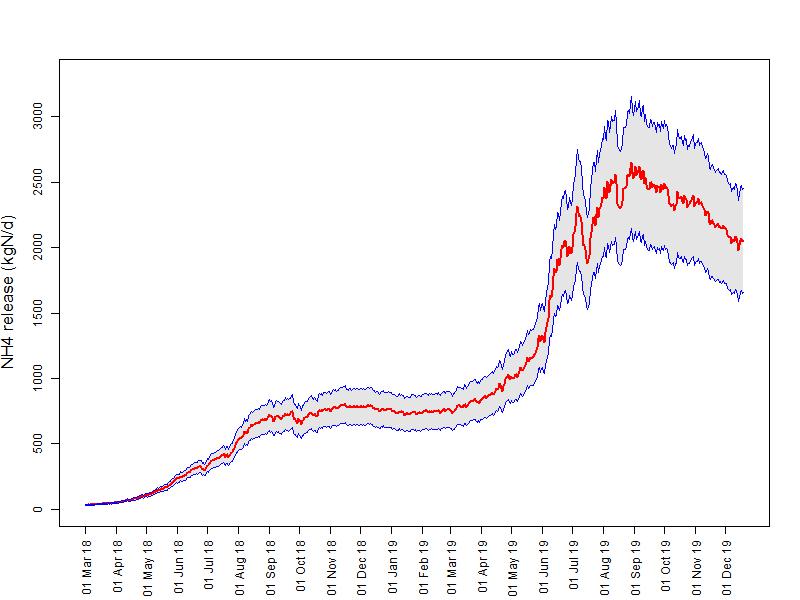 NH4 release (kgN/d)
3000
2500
2000
1500
1000
500
0
01 Mar 18
01 Apr 18
01 May 18
01 Jun 18
01 Jul 18
01 Aug 18
01 Sep 18
01 Oct 18
01 Nov 18
01 Dec 18
01 Jan 19
01 Feb 19
01 Mar 19
01 Apr 19
01 May 19
01 Jun 19
01 Jul 19
01 Aug 19
01 Sep 19
01 Oct 19
01 Nov 19
01 Dec 19